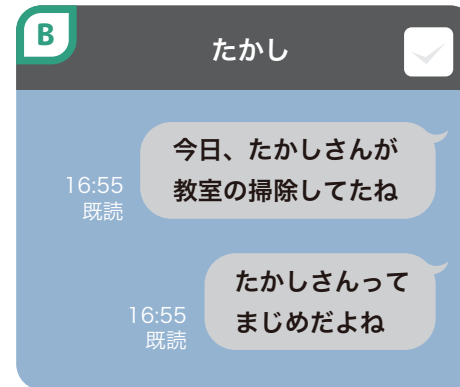 B
たかし
今日、たかしさんが
教室の掃除してたね
16:55
既読
たかしさんって
まじめだよね
16:55
既読